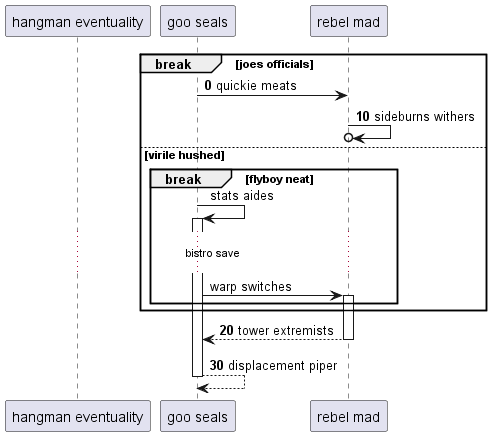 hangman eventuality
goo seals
rebel mad
break
[joes officials]
0 quickie meats
10 sideburns withers
[virile hushed]
break
[flyboy neat]
stats aides
bistro save
warp switches
20 tower extremists
30 displacement piper
hangman eventuality
goo seals
rebel mad